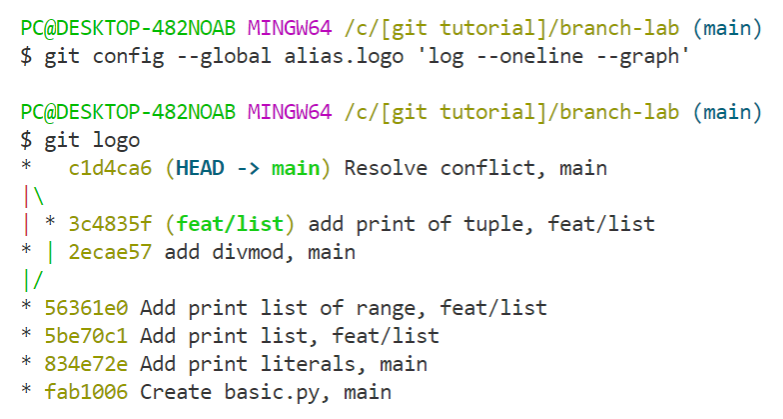 PC@DESKTOP-482NOAB MINGW64 /c/[git tutorial]/branch-lab (main)
$ git config --global alias.logo 'log --oneline --graph'

PC@DESKTOP-482NOAB MINGW64 /c/[git tutorial]/branch-lab (main)
$ git logo
*   c1d4ca6 (HEAD -> main) Resolve conflict, main
|\
| * 3c4835f (feat/list) add print of tuple, feat/list
* | 2ecae57 add divmod, main
|/
* 56361e0 Add print list of range, feat/list
* 5be70c1 Add print list, feat/list
* 834e72e Add print literals, main
* fab1006 Create basic.py, main